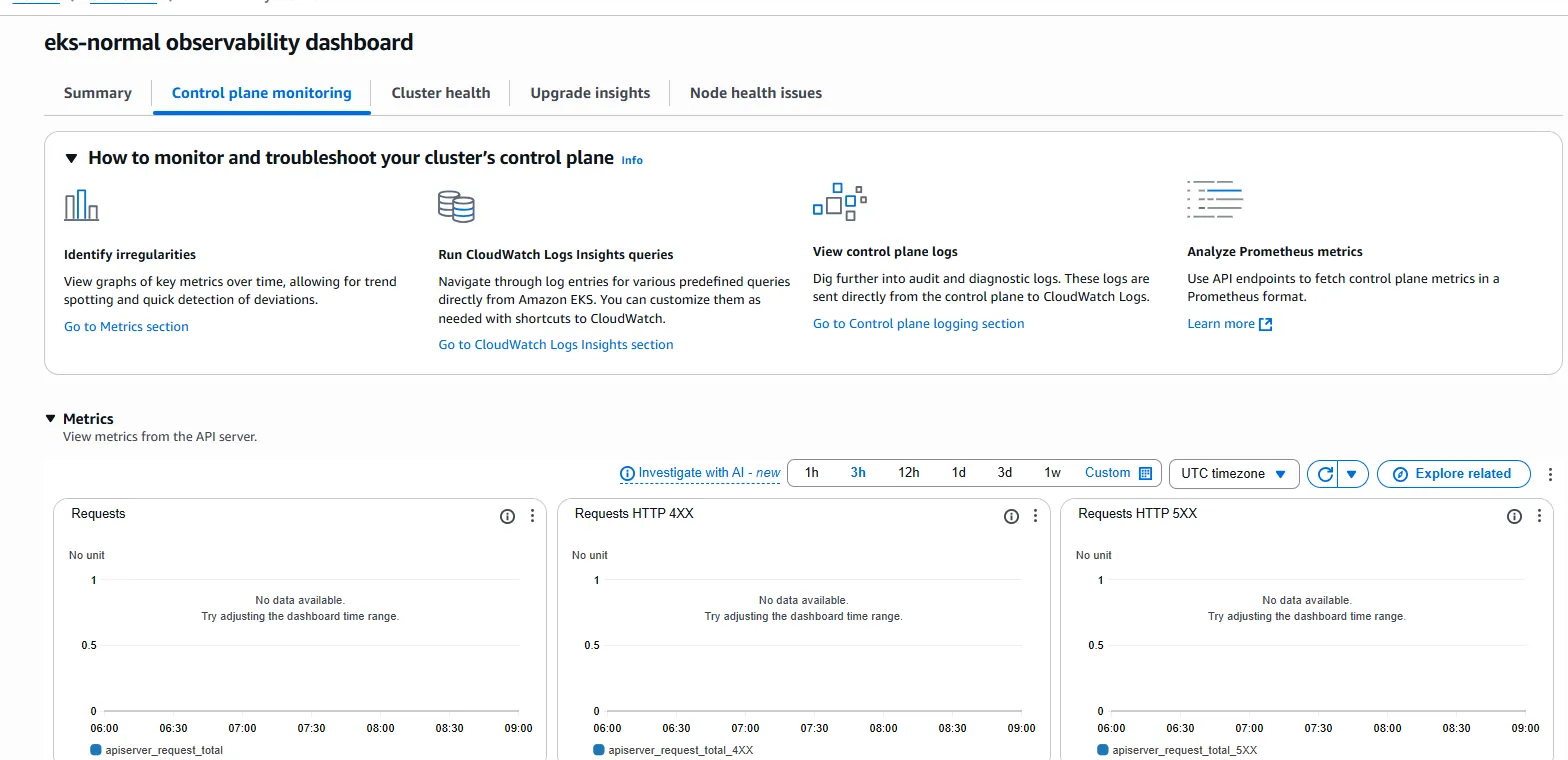 eks-normal observability dashboard
Summary
Control plane monitoring
Cluster health
Upgrade insights
Node health issues
How to monitor and troubleshoot your cluster's control plane Info
Identify irregularities
View graphs of key metrics over time, allowing for trend
spotting and quick detection of deviations.
Go to Metrics section
Run CloudWatch Logs Insights queries
Navigate through log entries for various predefined queries
directly from Amazon EKS. You can customize them as
needed with shortcuts to CloudWatch.
Go to CloudWatch Logs Insights section
View control plane logs
Dig further into audit and diagnostic logs. These logs are
sent directly from the control plane to CloudWatch Logs.
Go to Control plane logging section
Analyze Prometheus metrics
Use API endpoints to fetch control plane metrics in a
Prometheus format.
Learn more
Metrics
View metrics from the API server.
Investigate with AI - new
1h 3h 12h 1d 3d 1w Custom
UTC timezone
Explore related
Requests
No unit
1
No data available.
Try adjusting the dashboard time range.
0.5
0
06:00 06:30 07:00 07:30 08:00 08:30 09:00
apiserver_request_total
Requests HTTP 4XX
No unit
1
No data available.
Try adjusting the dashboard time range.
0.5
0
06:00 06:30 07:00 07:30 08:00 08:30 09:00
apiserver_request_total_4XX
Requests HTTP 5XX
No unit
1
No data available.
Try adjusting the dashboard time range.
0.5
0
06:00 06:30 07:00 07:30 08:00 08:30 09:00
apiserver_request_total_5XX